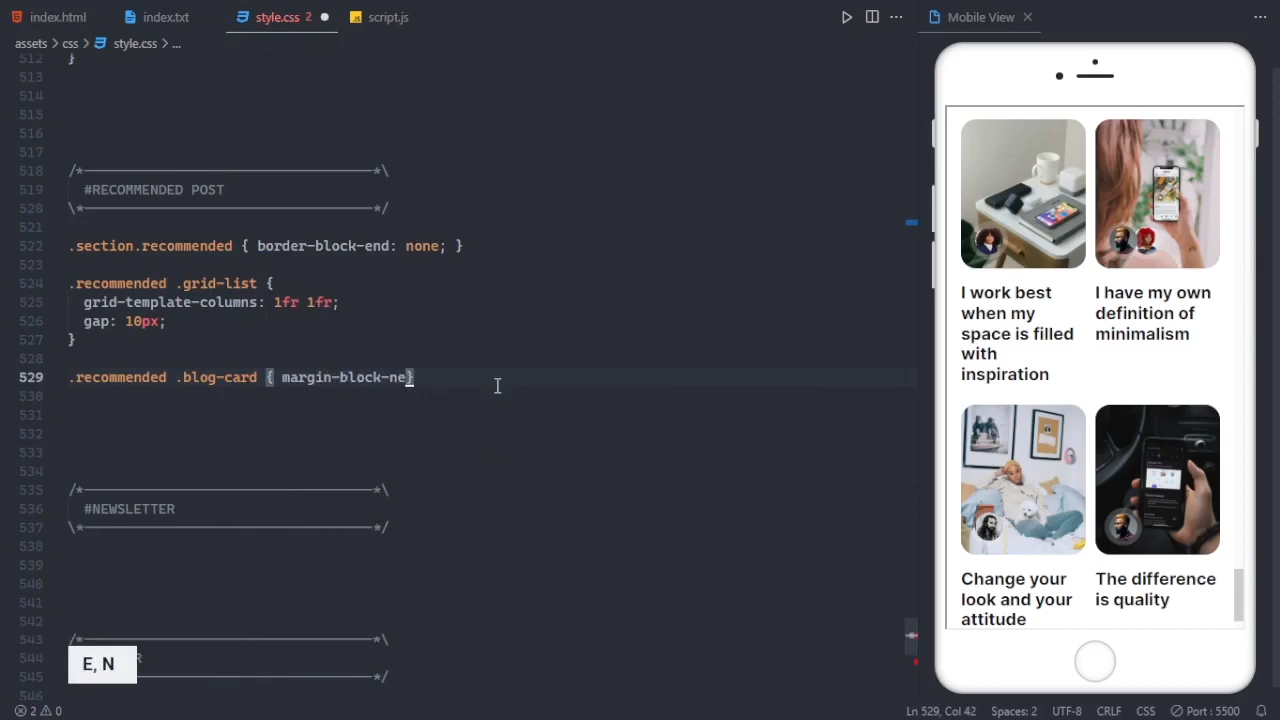 index.html index.txt style.css 2 script.js
assets > css > style.css > ...
512 }
513
514
515
516
517
518 /*-----------------------------------*\
519 #RECOMMENDED POST
520 \*-----------------------------------*/
521
522 .section.recommended { border-block-end: none; }
523
524 .recommended .grid-list {
525 grid-template-columns: 1fr 1fr;
526 gap: 10px;
527 }
528
529 .recommended .blog-card { margin-block-ne}
530
531
532
533
534
535 /*-----------------------------------*\
536 #NEWSLETTER
537 \*-----------------------------------*/
538
539
540
541
542
543 /*-----------------------------------*\
544 R
545 -----------------------------------*/
546
E, N
2 0
Ln 529, Col 42 Spaces: 2 UTF-8 CRLF CSS Port : 5500
Mobile View
I work best
when my
space is filled
with
inspiration
I have my own
definition of
minimalism
Change your
look and your
attitude
The difference
is quality